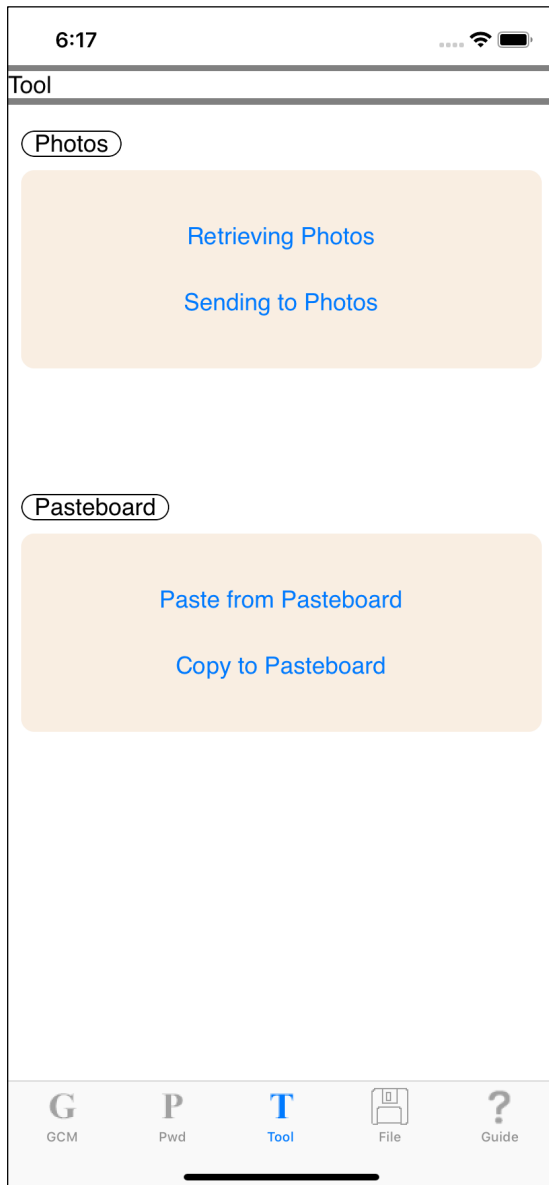 6:17
Tool
Photos
Retrieving Photos
Sending to Photos
Pasteboard
Paste from Pasteboard
Copy to Pasteboard
G P T ?
GCM Pwd Tool File Guide